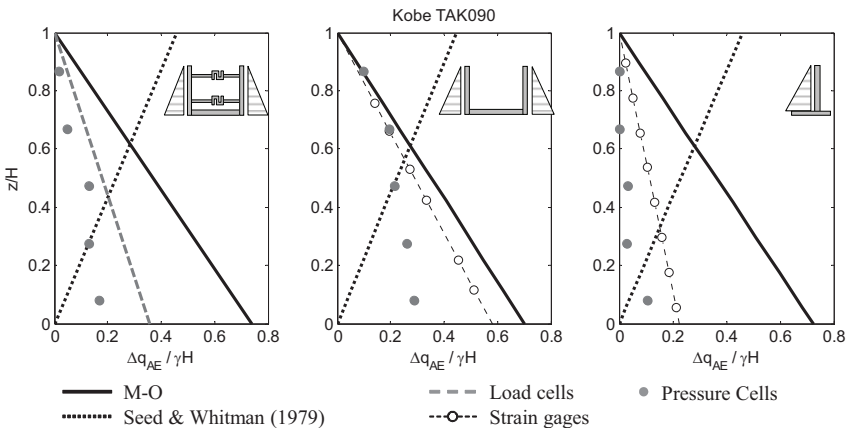 Kobe TAK090
z/H
1
0.8
0.6
0.4
0.2
0
0 0.2 0.4 0.6 0.8
Δq_AE / γH
1
0.8
0.6
0.4
0.2
0
0 0.2 0.4 0.6 0.8
Δq_AE / γH
1
0.8
0.6
0.4
0.2
0
0 0.2 0.4 0.6 0.8
Δq_AE / γH
M-O
Seed & Whitman (1979)
Load cells
Strain gages
Pressure Cells